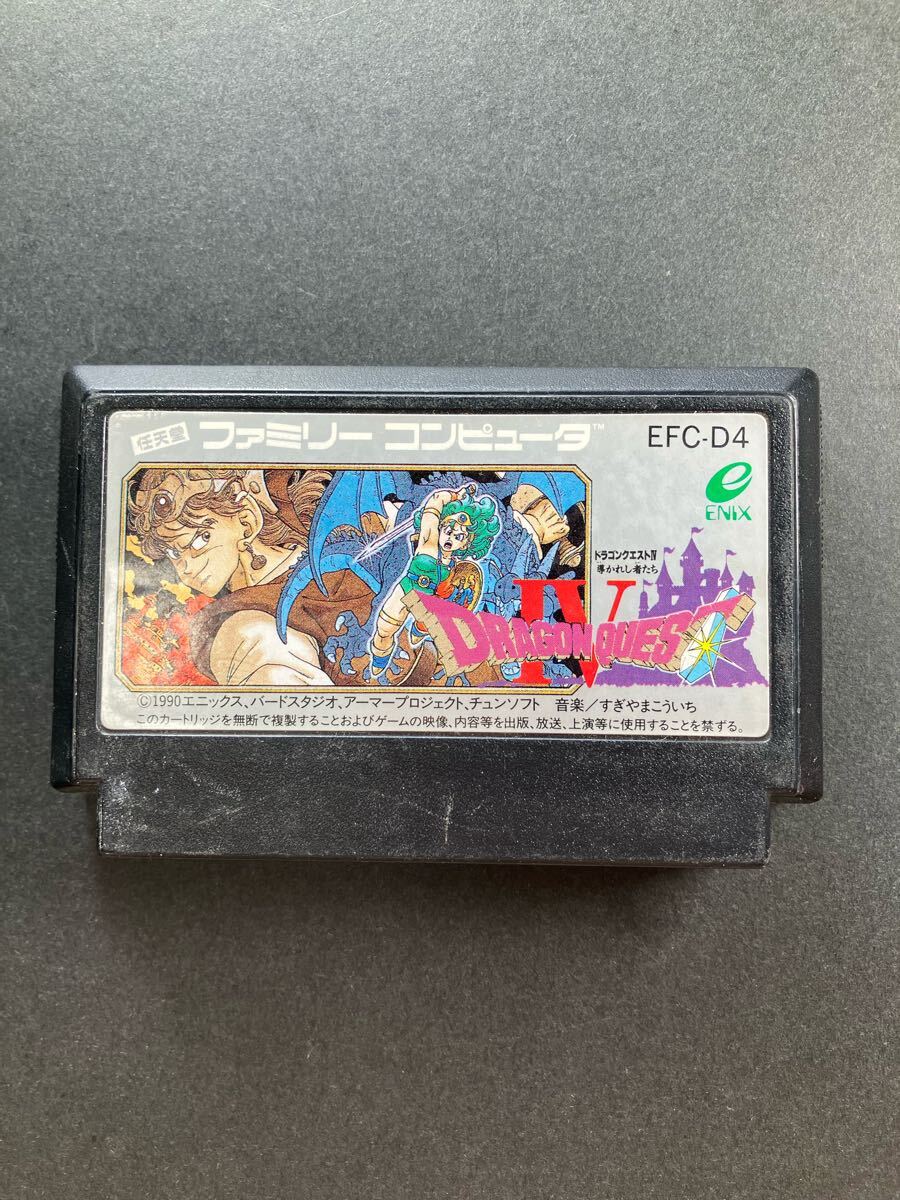 任天堂 ファミリー コンピュータ™
EFC-D4
ENIX
ドラゴンクエストIV
導かれし者たち
IV
DRAGON QUEST
©1990エニックス、バードスタジオ、アーマープロジェクト、チュンソフト 音楽／すぎやまこういち
このカートリッジを無断で複製することおよびゲームの映像、内容等を出版、放送、上演等に使用することを禁ずる。